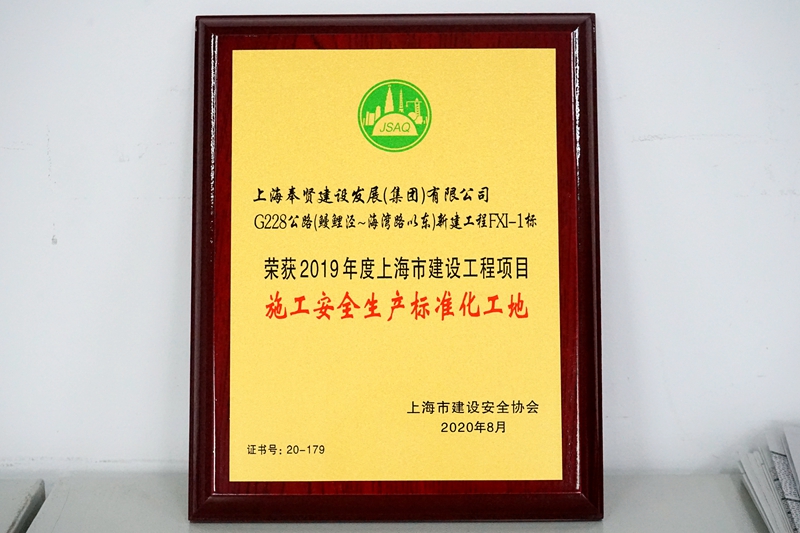 JSAQ
上海奉贤建设发展(集团)有限公司
G228公路(鳗鲤泾~海湾路以东)新建工程FX1-1标
荣获2019年度上海市建设工程项目
施工安全生产标准化工地
上海市建设安全协会
2020年8月
证书号：20-179